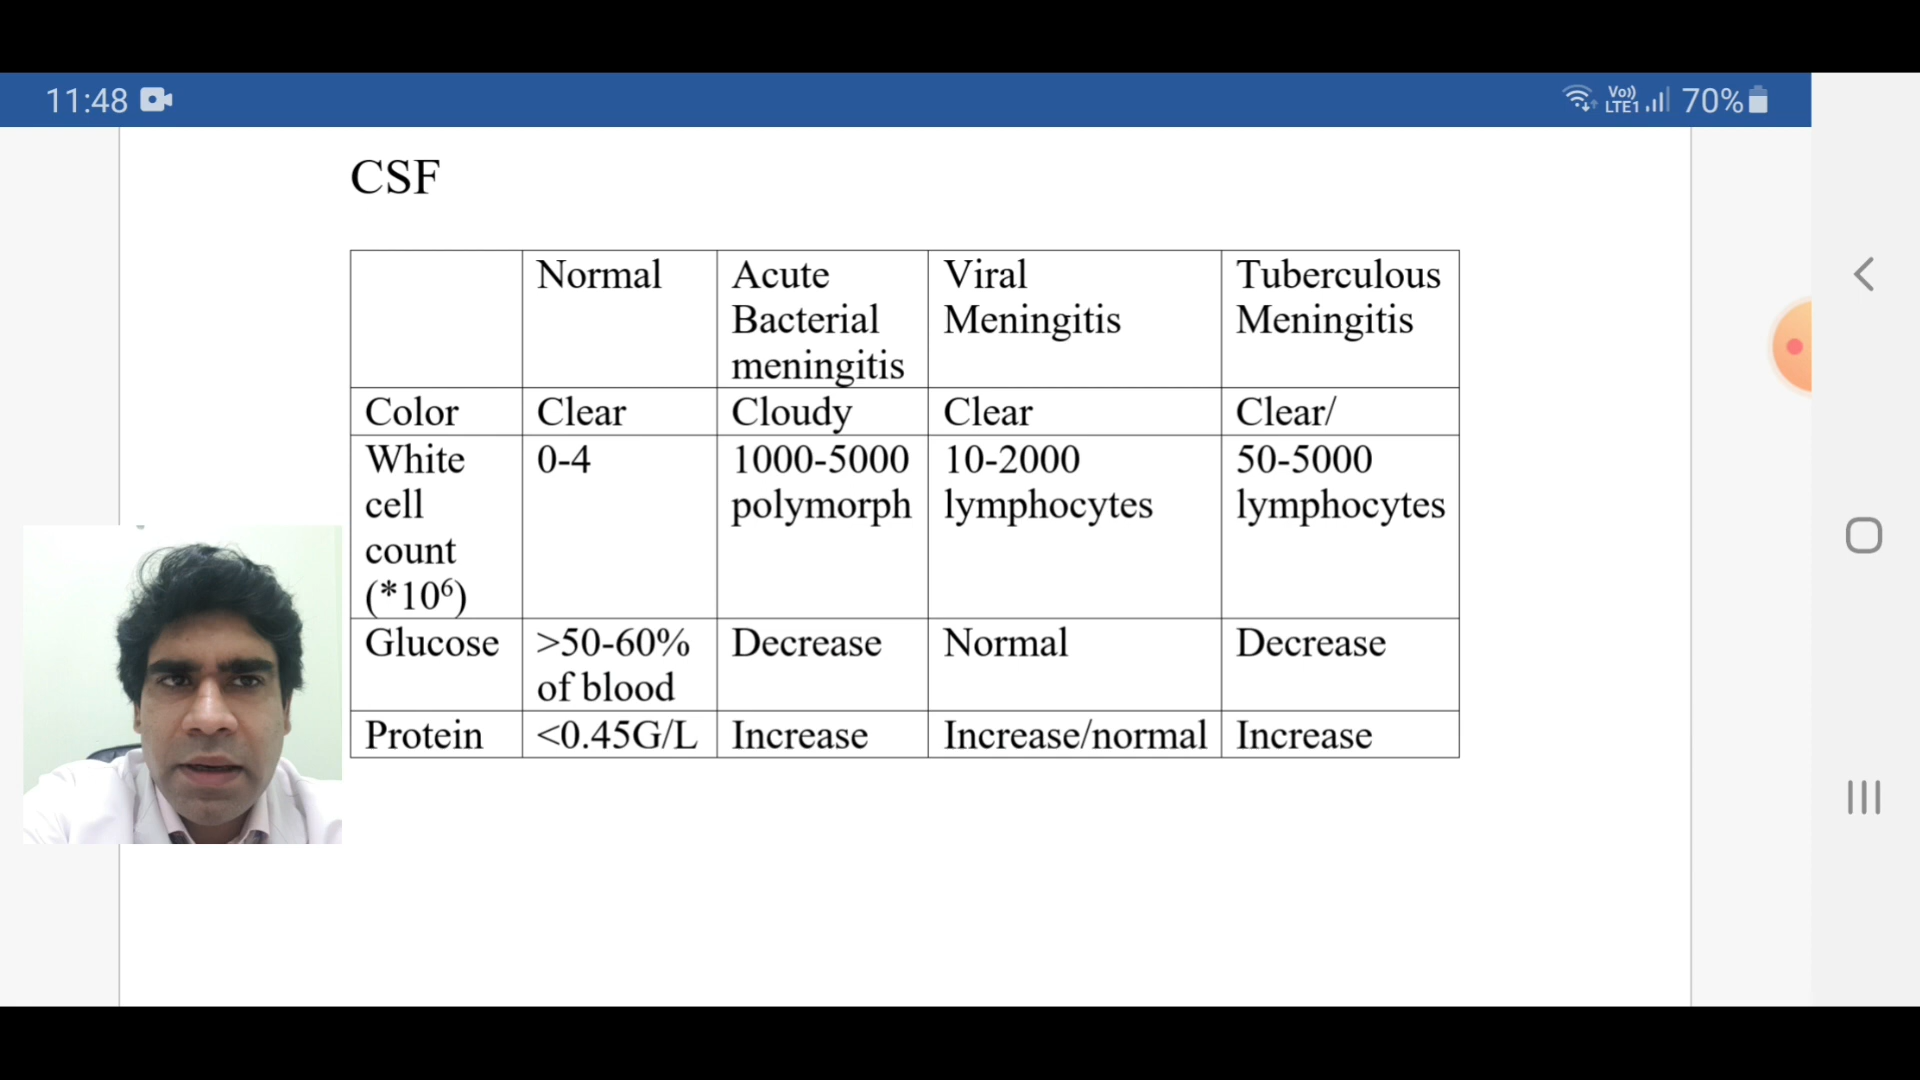 11:48
Vo)) LTE1 70%
CSF
Normal Acute Bacterial meningitis Viral Meningitis Tuberculous Meningitis
Color Clear Cloudy Clear Clear/
White cell count (*10⁶) 0-4 1000-5000 polymorph 10-2000 lymphocytes 50-5000 lymphocytes
Glucose >50-60% of blood Decrease Normal Decrease
Protein <0.45G/L Increase Increase/normal Increase